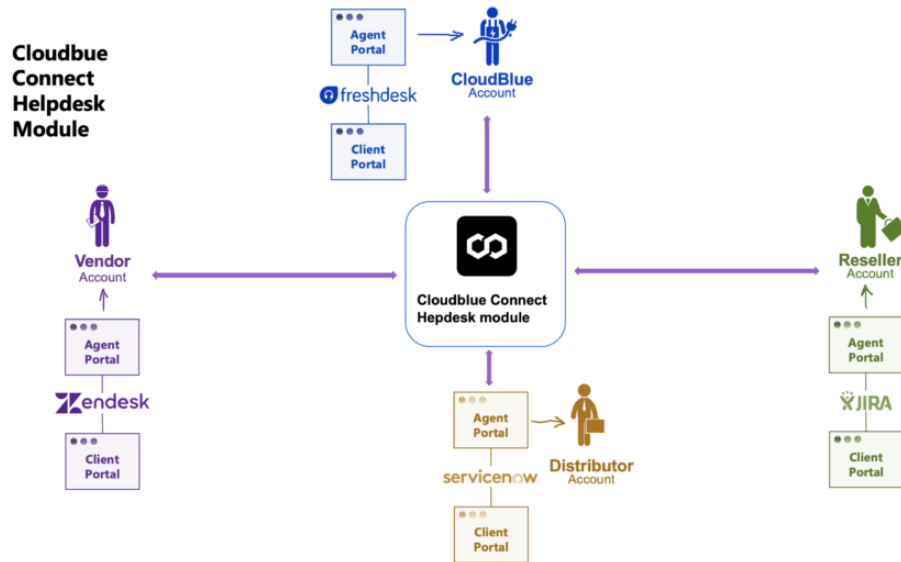 Cloudbue
Connect
Helpdesk
Module
Agent
Portal
freshdesk
Client
Portal
CloudBlue
Account
Vendor
Account
Agent
Portal
zendesk
Client
Portal
Cloudblue Connect
Hepdesk module
Agent
Portal
servicenow.
Client
Portal
Distributor
Account
Reseller
Account
Agent
Portal
JIRA
Client
Portal